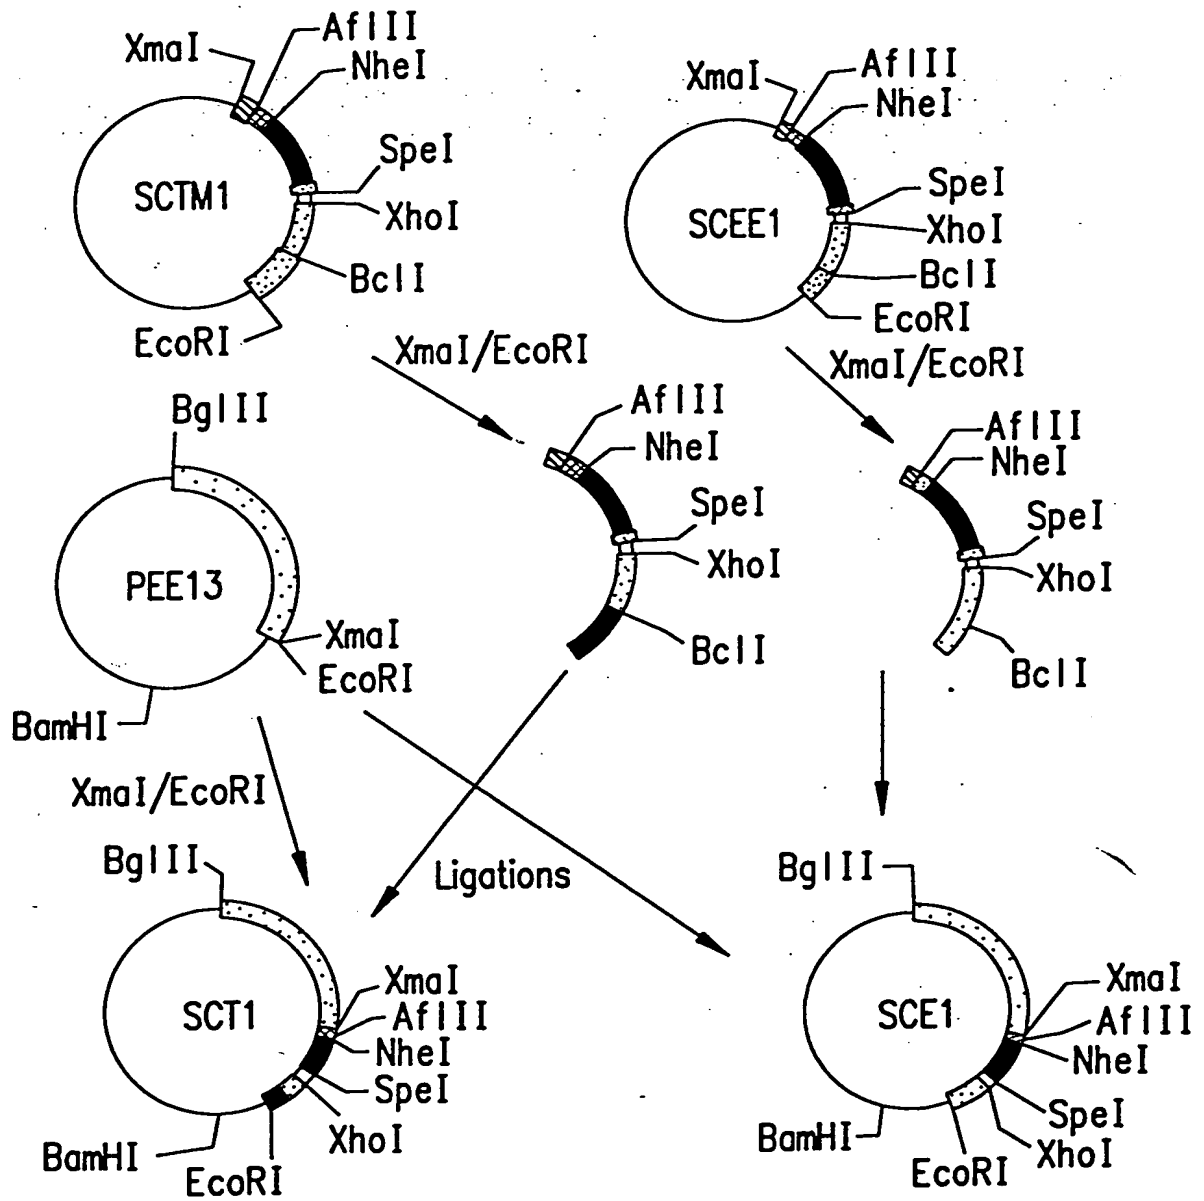 XmaI
AflII
NheI
SCTM1
SpeI
XhoI
BclI
EcoRI
XmaI
AflII
NheI
SCEE1
SpeI
XhoI
BclI
EcoRI
XmaI/EcoRI
XmaI/EcoRI
BglII
PEE13
XmaI
EcoRI
BamHI
AflII
NheI
SpeI
XhoI
BclI
AflII
NheI
SpeI
XhoI
BclI
XmaI/EcoRI
Ligations
BglII
SCT1
XmaI
AflII
NheI
SpeI
XhoI
BamHI
EcoRI
BglII
SCE1
XmaI
AflII
NheI
SpeI
XhoI
BamHI
EcoRI